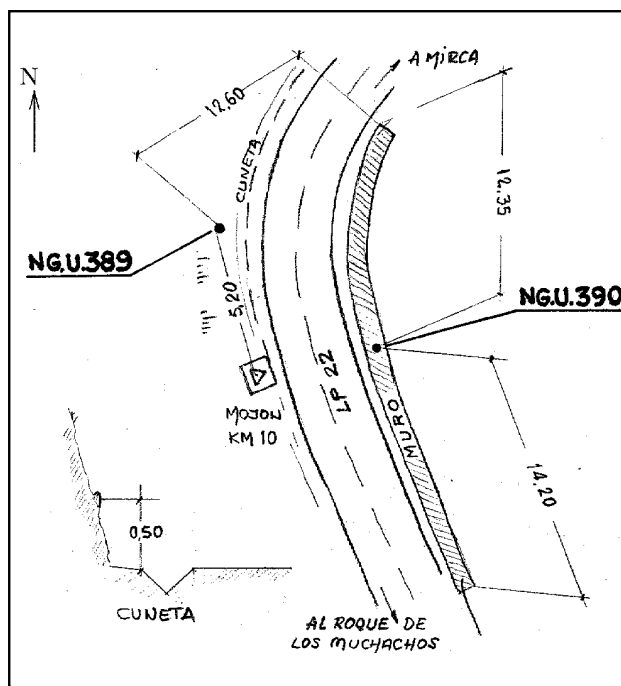 A MIRCA
N
12,60
CUNETA
12,35
NG.U.389
5,20
NG.U.390
LP 22
MOJON
KM 10
MURO
14,20
0,50
CUNETA
AL ROQUE DE
LOS MUCHACHOS